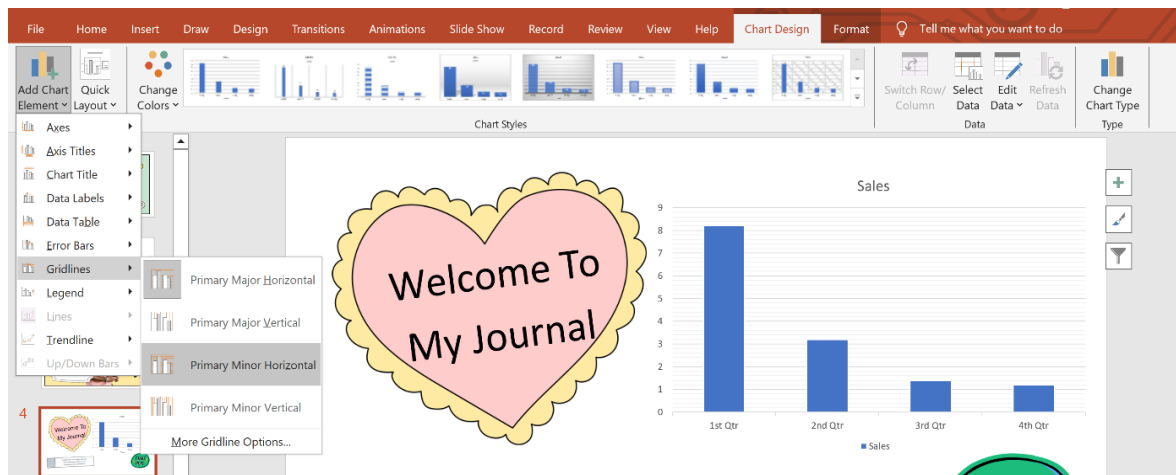 File Home Insert Draw Design Transitions Animations Slide Show Record Review View Help Chart Design Format Tell me what you want to do
Add Chart Element
Quick Layout
Change Colors
Chart Styles
Switch Row/ Column
Select Data
Edit Data
Refresh Data
Data
Change Chart Type
Type
Axes
Axis Titles
Chart Title
Data Labels
Data Table
Error Bars
Gridlines
Legend
Lines
Trendline
Up/Down Bars
Primary Major Horizontal
Primary Major Vertical
Primary Minor Horizontal
Primary Minor Vertical
More Gridline Options...
4
Welcome To
My Journal
Welcome To
My Journal
Sales
9
8
7
6
5
4
3
2
1
0
1st Qtr 2nd Qtr 3rd Qtr 4th Qtr
Sales